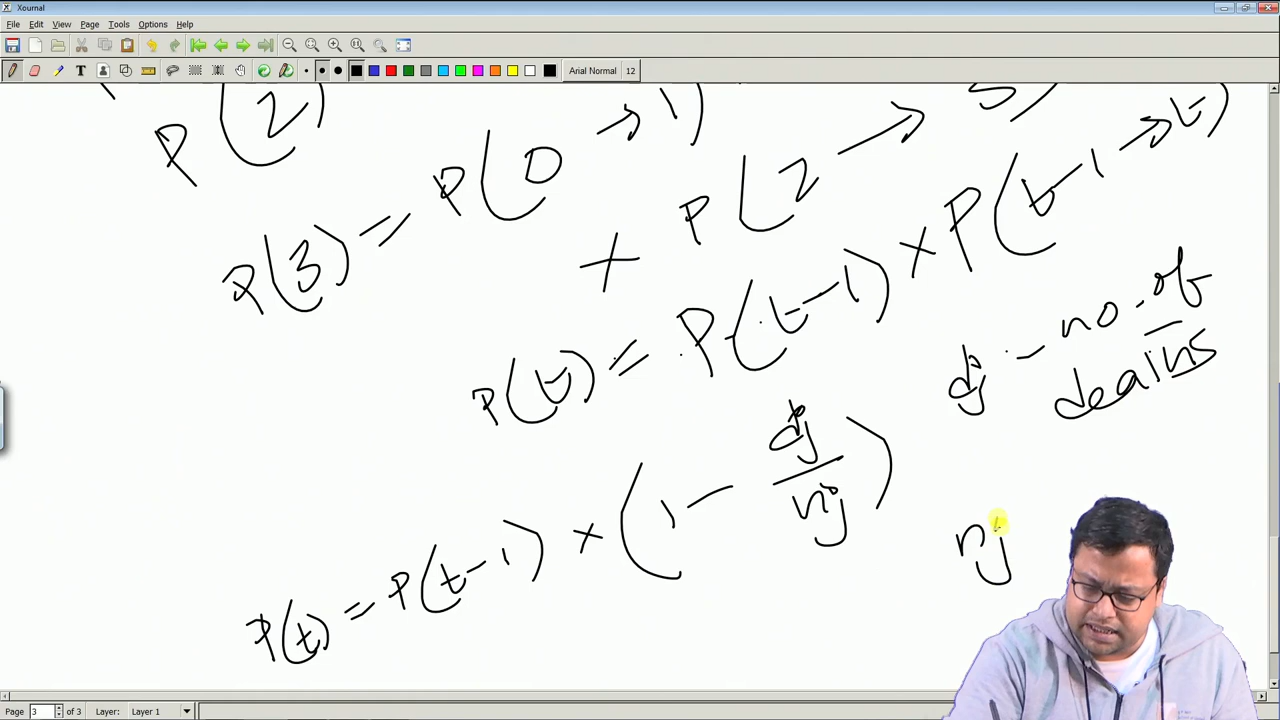 Xournal
File Edit View Page Tools Options Help
Arial Normal 12
P(2)
P(3) = P(0 → 1)
× P(2 → 3)
P(t) = P(t-1) × P(t-1 → t)
dj - no. of
deaths
P(t) = P(t-1) × (1 - dj/nj)
nj
Page 3 of 3 Layer: Layer 1